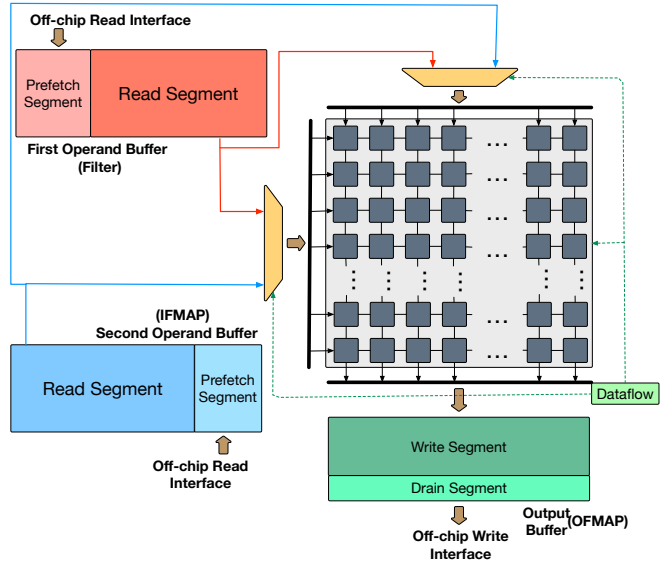 Off-chip Read Interface
Prefetch
Segment
Read Segment
First Operand Buffer
(Filter)
(IFMAP)
Second Operand Buffer
Read Segment
Prefetch
Segment
Off-chip Read
Interface
...
...
...
...
...
...
Dataflow
Write Segment
Drain Segment
Output
Buffer
(OFMAP)
Off-chip Write
Interface